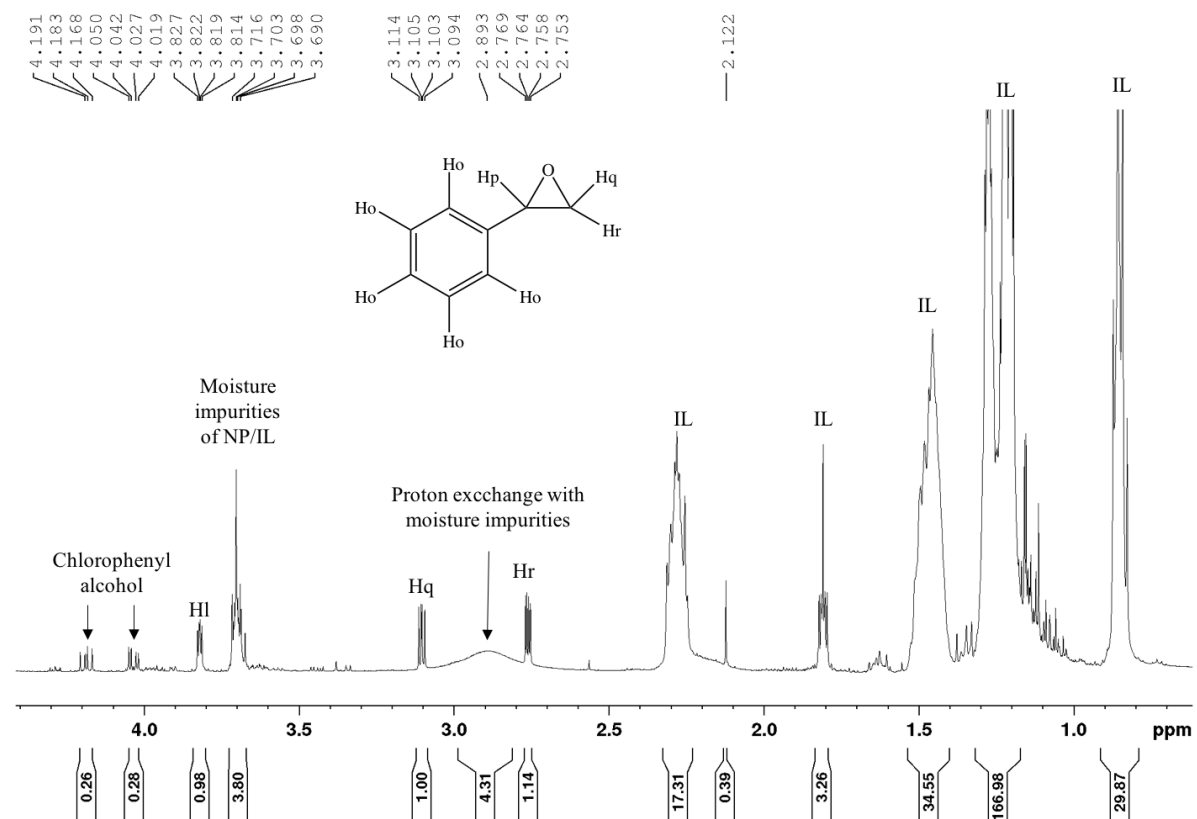 4.191
4.183
4.168
4.050
4.042
4.027
4.019
3.827
3.822
3.819
3.814
3.716
3.703
3.698
3.690
3.114
3.105
3.103
3.094
2.893
2.769
2.764
2.758
2.753
2.122
IL
IL
Ho
Hp
O
Hq
Ho
Hr
Ho
Ho
Ho
IL
Moisture
impurities
of NP/IL
IL
IL
Proton excchange with
moisture impurities
Chlorophenyl
alcohol
Hl
Hq
Hr
4.0 3.5 3.0 2.5 2.0 1.5 1.0 ppm
0.26
0.28
0.98
3.80
1.00
4.31
1.14
17.31
0.39
3.26
34.55
166.98
29.87